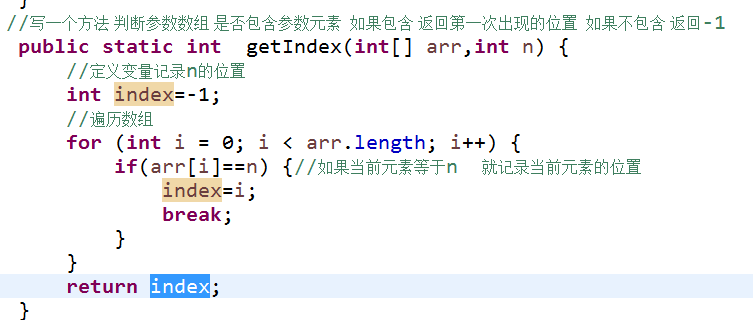 }
//写一个方法 判断参数数组 是否包含参数元素 如果包含 返回第一次出现的位置 如果不包含 返回-1
public static int getIndex(int[] arr,int n) {
//定义变量记录n的位置
int index=-1;
//遍历数组
for (int i = 0; i < arr.length; i++) {
if(arr[i]==n) {//如果当前元素等于n 就记录当前元素的位置
index=i;
break;
}
}
return index;
}